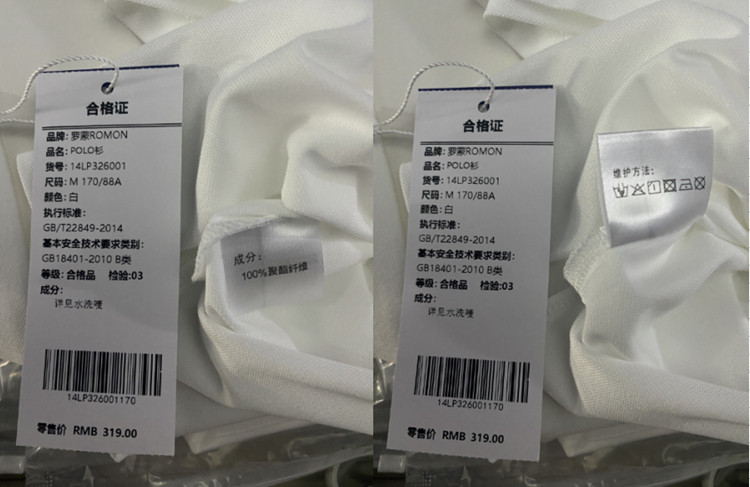 合格证
品牌: 罗蒙ROMON
品名: POLO衫
货号: 14LP326001
尺码: M 170/88A
颜色: 白
执行标准:
GB/T22849-2014
基本安全技术要求类别:
GB18401-2010 B类
等级: 合格品 检验:03
成分:
详见水洗唛
14LP326001170
零售价 RMB 319.00
成分:
100%聚酯纤维
合格证
品牌: 罗蒙ROMON
品名: POLO衫
货号: 14LP326001
尺码: M 170/88A
颜色: 白
执行标准:
GB/T22849-2014
基本安全技术要求类别:
GB18401-2010 B类
等级: 合格品 检验:03
成分:
详见水洗唛
14LP326001170
零售价 RMB 319.00
维护方法: